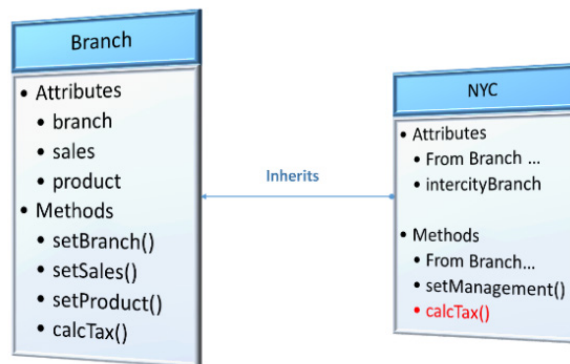 Branch
• Attributes
• branch
• sales
• product
• Methods
• setBranch()
• setSales()
• setProduct()
• calcTax()
Inherits
NYC
• Attributes
• From Branch ...
• intercityBranch
• Methods
• From Branch...
• setManagement()
• calcTax()